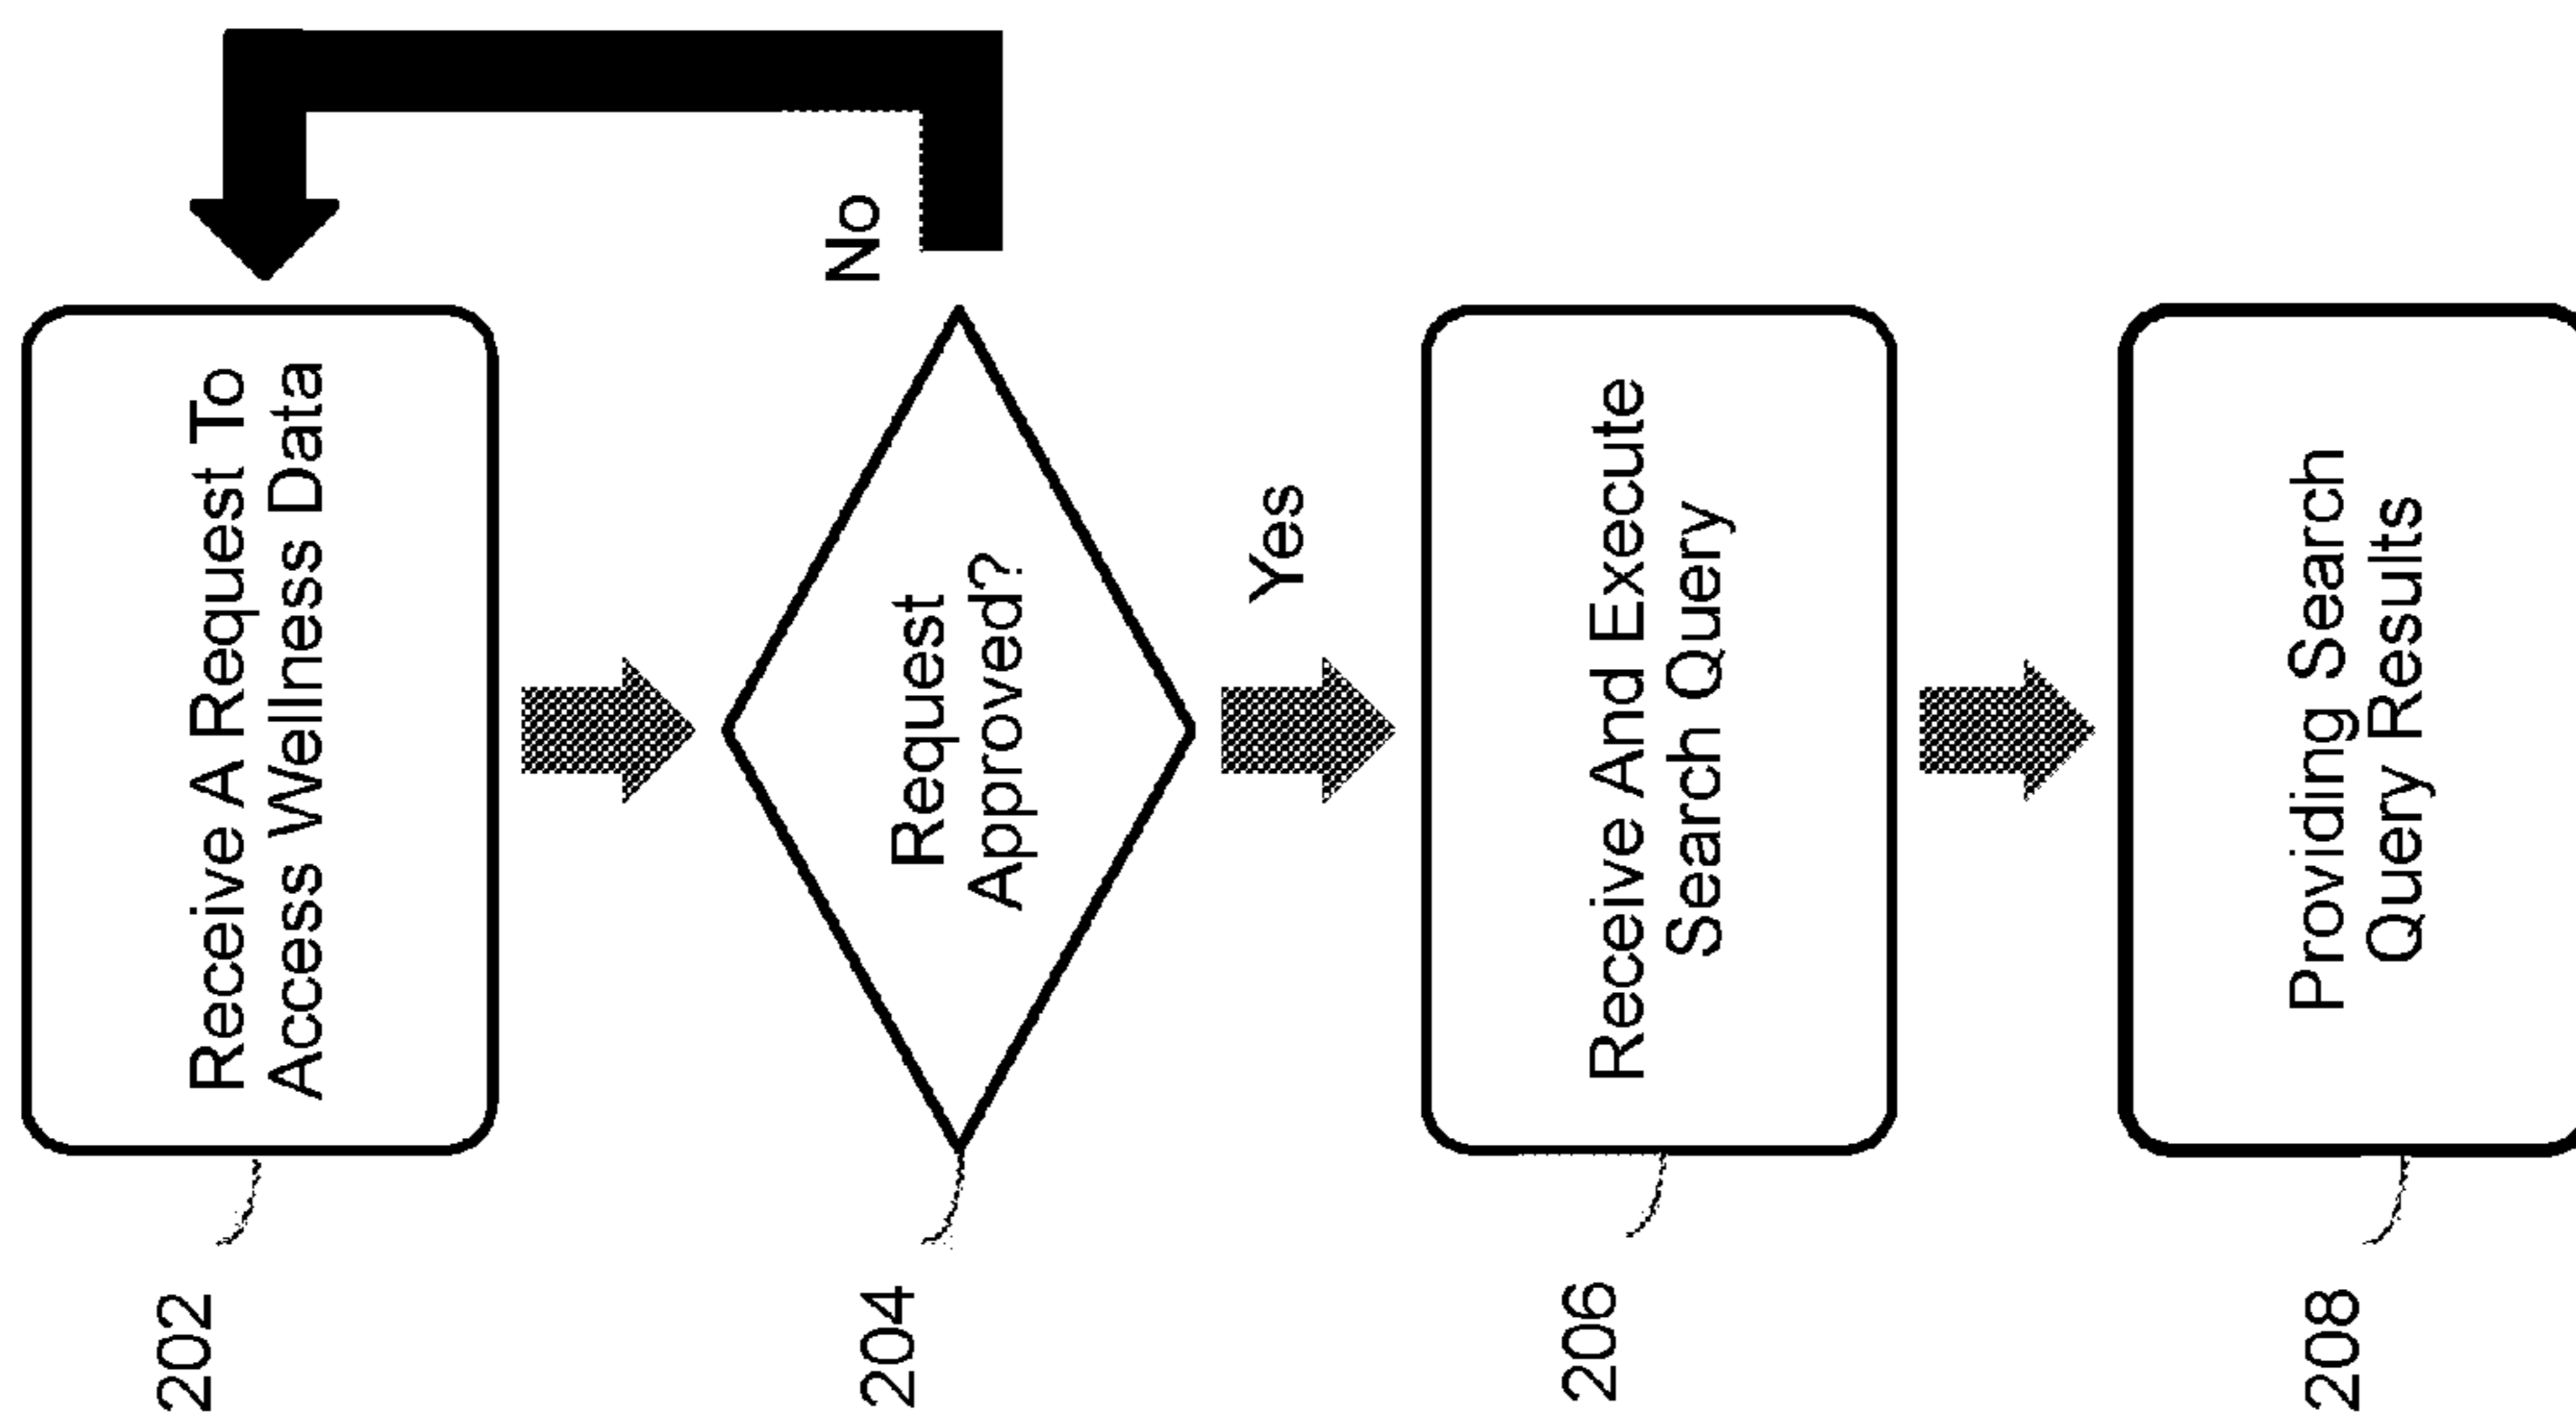 202
Receive A Request To
Access Wellness Data
No
204
Request
Approved?
Yes
206
Receive And Execute
Search Query
208
Providing Search
Query Results